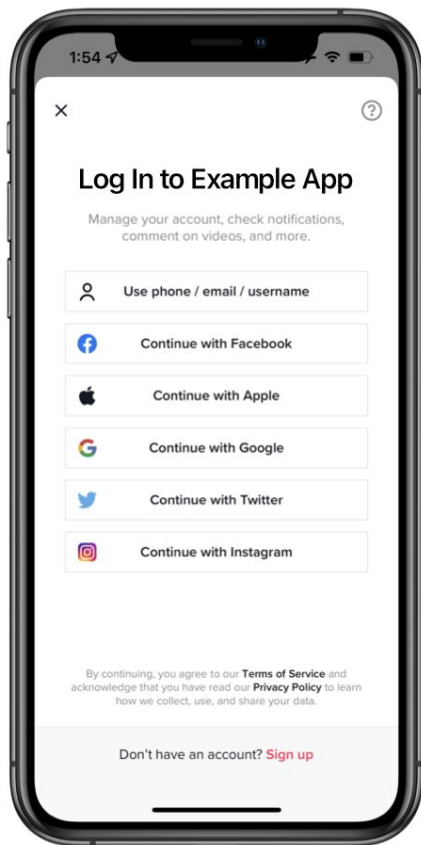 1:54
Log In to Example App
Manage your account, check notifications,
comment on videos, and more.
Use phone / email / username
Continue with Facebook
Continue with Apple
Continue with Google
Continue with Twitter
Continue with Instagram
By continuing, you agree to our Terms of Service and
acknowledge that you have read our Privacy Policy to learn
how we collect, use, and share your data.
Don't have an account? Sign up